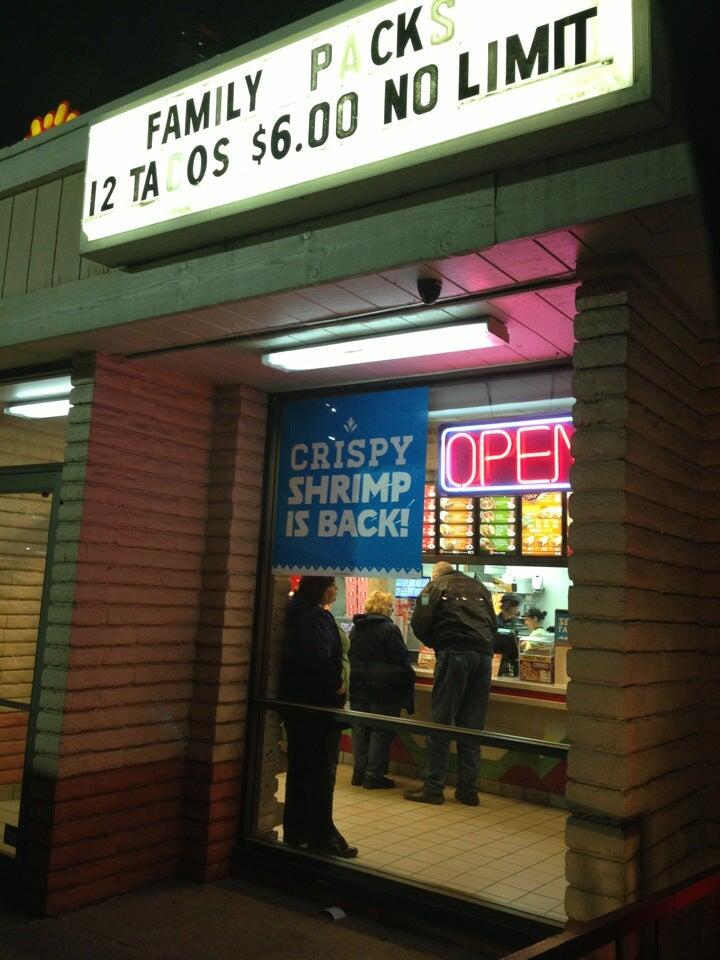 FAMILY PACKS
12 TACOS $6.00 NO LIMIT
CRISPY
SHRIMP
IS BACK!
OPEN